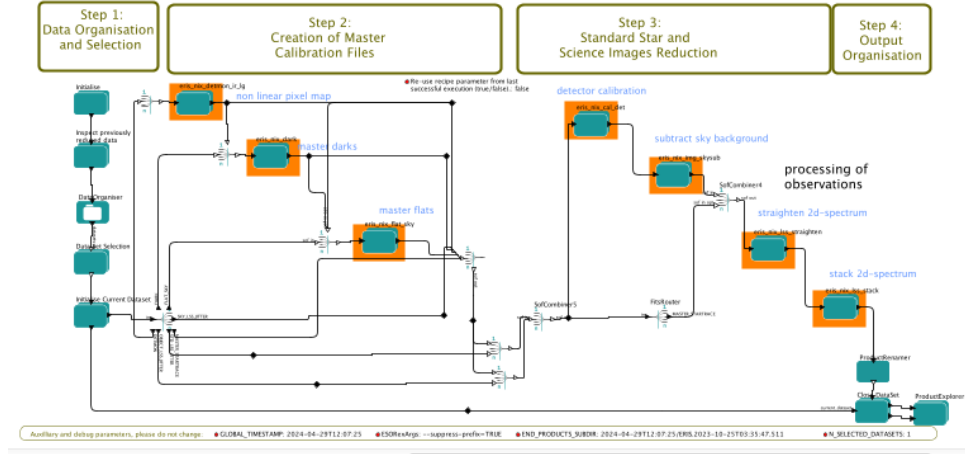 Step 1:
Data Organisation
and Selection
Step 2:
Creation of Master
Calibration Files
Step 3:
Standard Star and
Science Images Reduction
Step 4:
Output
Organisation
Initialise
eris_nix_detmon_ir_lg
non linear pixel map
Re-use recipe parameter from last
successful execution (true/false).: false
detector calibration
eris_nix_cal_det
Inspect previously
reduced data
eris_nix_dark
master darks
subtract sky background
eris_nix_img_skysub
processing of
observations
DataOrganiser
SofCombiner4
master flats
eris_nix_flat_sky
straighten 2d-spectrum
eris_nix_lss_straighten
Dataset Selection
stack 2d-spectrum
eris_nix_lss_stack
Initialise Current Dataset
SofCombiner5
FitsRouter
ProductRenamer
CloseDataSet
ProductExplorer
Auxilliary and debug parameters, please do not change:
GLOBAL_TIMESTAMP: 2024-04-29T12:07:25
ESORexArgs: --suppress-prefix=TRUE
END_PRODUCTS_SUBDIR: 2024-04-29T12:07:25/ERIS.2023-10-25T03:35:47.511
N_SELECTED_DATASETS: 1